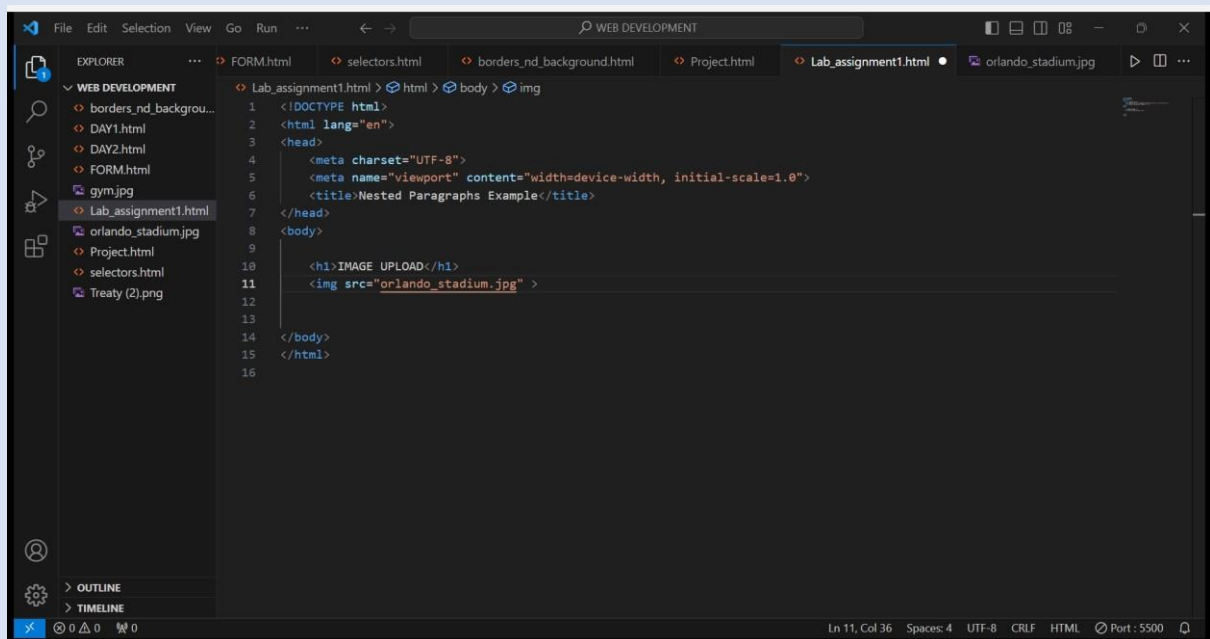 File Edit Selection View Go Run ··· ← → WEB DEVELOPMENT
EXPLORER ···
FORM.html selectors.html borders_nd_background.html Project.html Lab_assignment1.html orlando_stadium.jpg ···
WEB DEVELOPMENT
borders_nd_backgrou...
DAY1.html
DAY2.html
FORM.html
gym.jpg
Lab_assignment1.html
orlando_stadium.jpg
Project.html
selectors.html
Treaty (2).png
OUTLINE
TIMELINE
1
Lab_assignment1.html > html > body > img
1 <!DOCTYPE html>
2 <html lang="en">
3 <head>
4     <meta charset="UTF-8">
5     <meta name="viewport" content="width=device-width, initial-scale=1.0">
6     <title>Nested Paragraphs Example</title>
7 </head>
8 <body>
9
10     <h1>IMAGE UPLOAD</h1>
11     <img src="orlando_stadium.jpg" >
12
13
14 </body>
15 </html>
16
0 0 0 Ln 11, Col 36 Spaces: 4 UTF-8 CRLF HTML Port : 5500